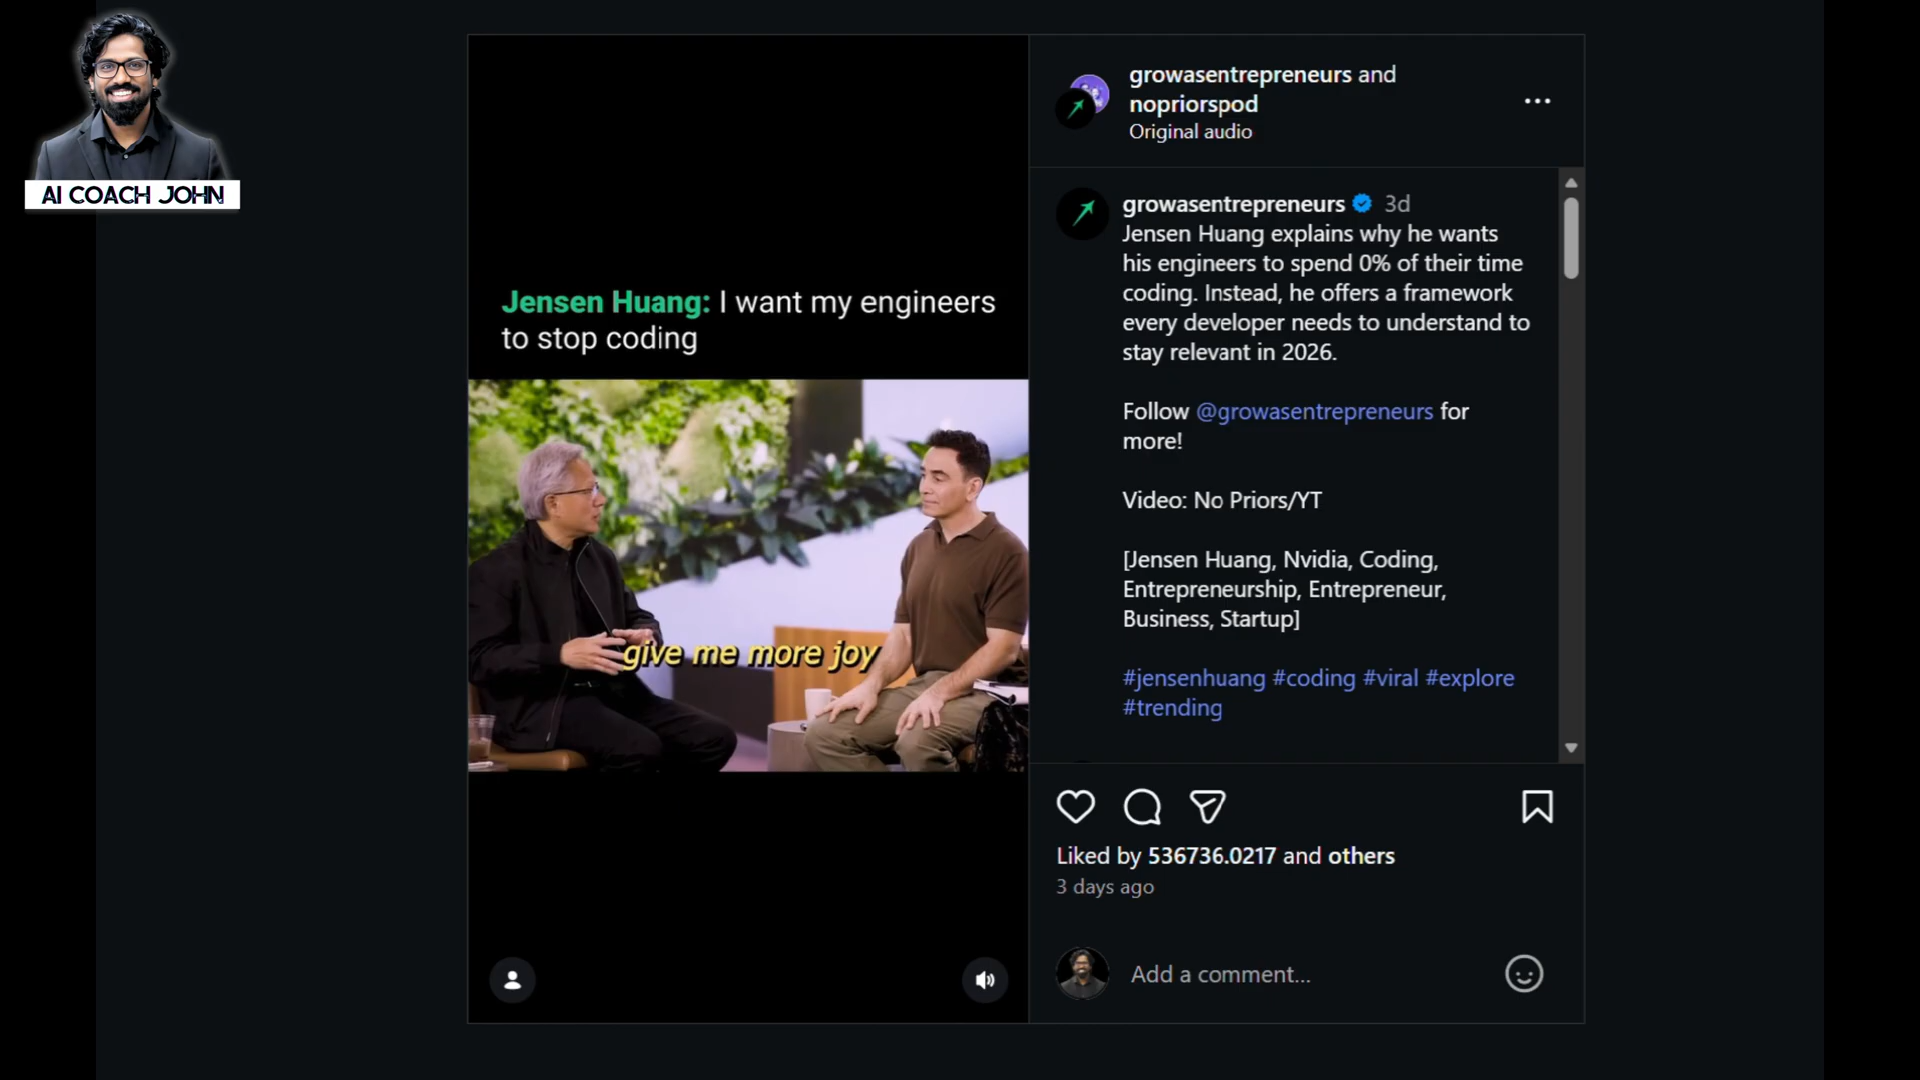 AI COACH JOHN
Jensen Huang: I want my engineers
to stop coding
give me more joy
growasentrepreneurs and
nopriorspod
Original audio
growasentrepreneurs 3d
Jensen Huang explains why he wants
his engineers to spend 0% of their time
coding. Instead, he offers a framework
every developer needs to understand to
stay relevant in 2026.
Follow @growasentrepreneurs for
more!
Video: No Priors/YT
[Jensen Huang, Nvidia, Coding,
Entrepreneurship, Entrepreneur,
Business, Startup]
#jensenhuang #coding #viral #explore
#trending
Liked by 536736.0217 and others
3 days ago
Add a comment...